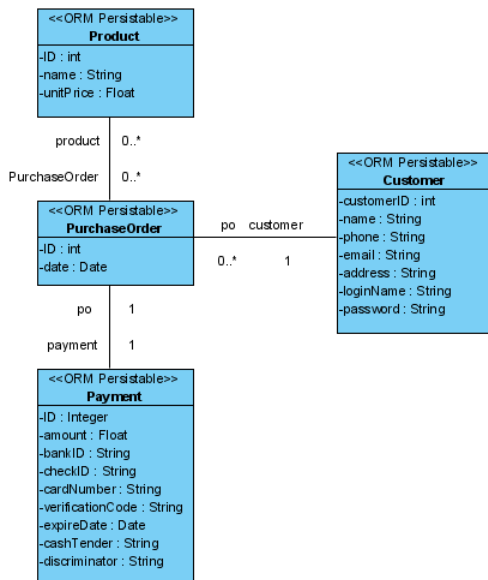 <<ORM Persistable>>
Product
-ID : int
-name : String
-unitPrice : Float
product 0..*
PurchaseOrder 0..*
<<ORM Persistable>>
PurchaseOrder
-ID : int
-date : Date
po customer
0..* 1
<<ORM Persistable>>
Customer
-customerID : int
-name : String
-phone : String
-email : String
-address : String
-loginName : String
-password : String
po 1
payment 1
<<ORM Persistable>>
Payment
-ID : Integer
-amount : Float
-bankID : String
-checkID : String
-cardNumber : String
-verificationCode : String
-expireDate : Date
-cashTender : String
-discriminator : String